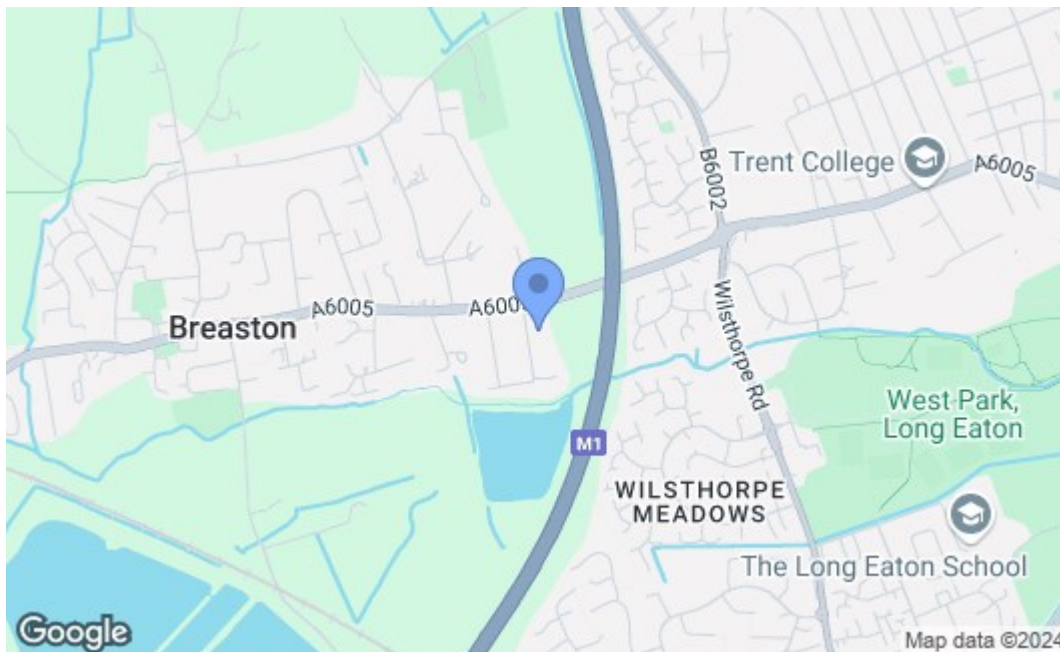 Trent College
A6005
B6002
A6005
A6005
Breaston
Wilsthorpe Rd
West Park,
Long Eaton
M1
WILSTHORPE
MEADOWS
The Long Eaton School
Google
Map data ©2024